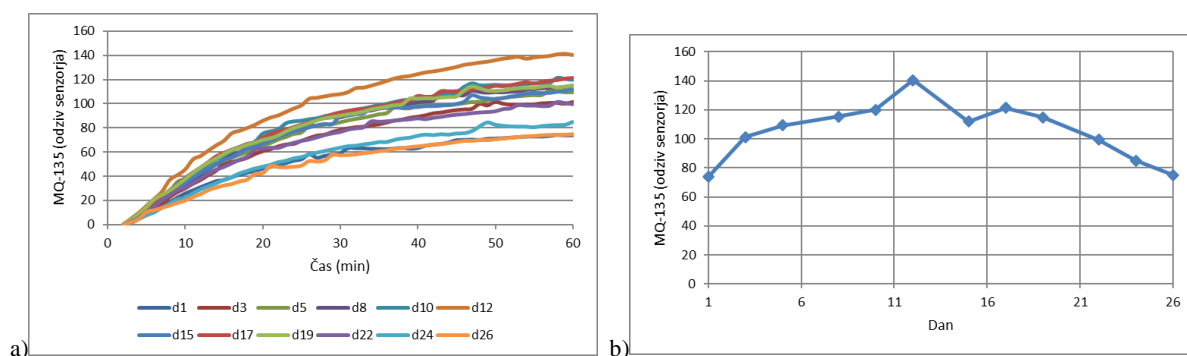 160
140
120
100
80
60
40
20
0
MQ-135 (odziv senzorja)
0 10 20 30 40 50 60
Čas (min)
d1 d3 d5 d8 d10 d12
d15 d17 d19 d22 d24 d26
a)
160
140
120
100
80
60
40
20
0
MQ-135 (odziv senzorja)
1 6 11 16 21 26
Dan
b)